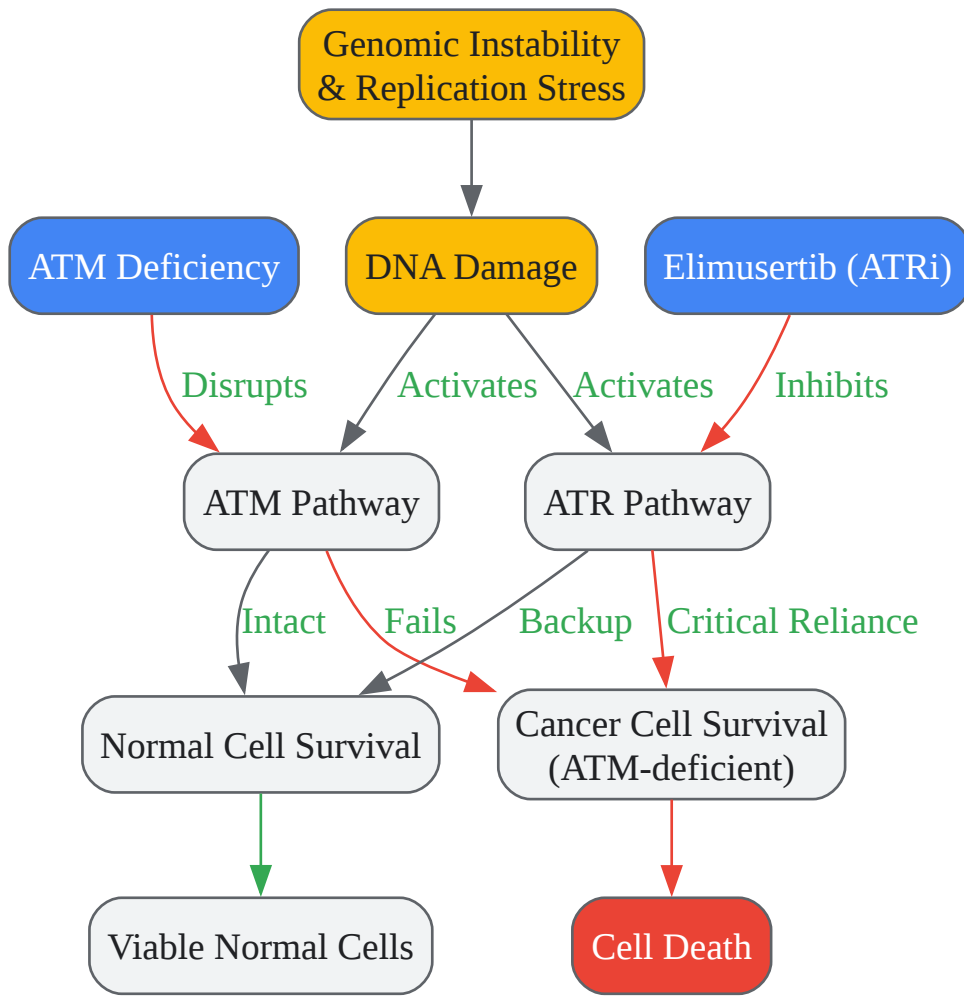 Genomic Instability
& Replication Stress
ATM Deficiency
DNA Damage
Elimusertib (ATRi)
Disrupts
Activates
Activates
Inhibits
ATM Pathway
ATR Pathway
Intact
Fails
Backup
Critical Reliance
Normal Cell Survival
Cancer Cell Survival
(ATM-deficient)
Viable Normal Cells
Cell Death